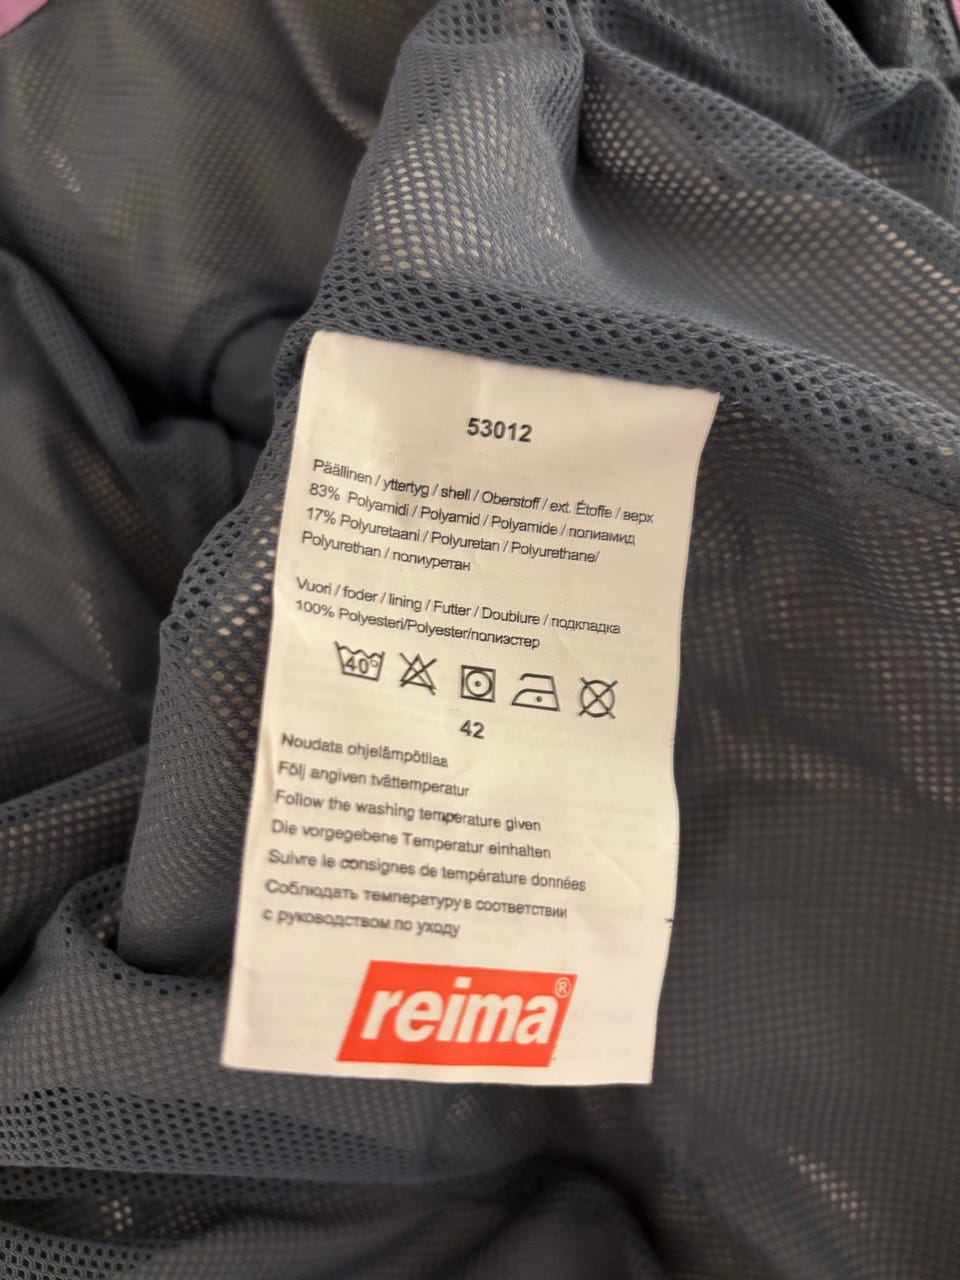 53012
Päällinen / yttertyg / shell / Oberstoff / ext. Étoffe / верх
83% Polyamidi / Polyamid / Polyamide / полиамид
17% Polyuretaani / Polyuretan / Polyurethane/
Polyurethan / полиуретан
Vuori / foder / lining / Futter / Doublure / подкладка
100% Polyesteri/Polyester/полиэстер
40°
42
Noudata ohjelämpötilaa
Följ angiven tvättemperatur
Follow the washing temperature given
Die vorgegebene Temperatur einhalten
Suivre le consignes de température données
Соблюдать температуру в соответствии
с руководством по уходу
reima®